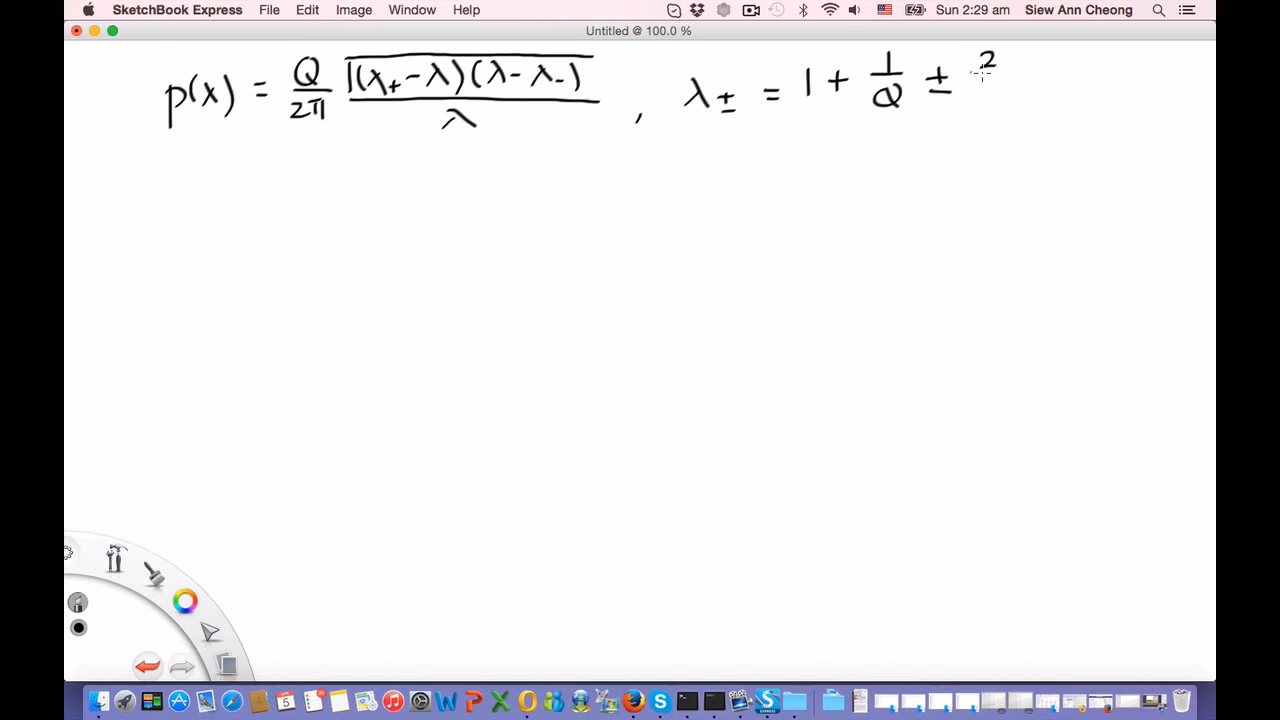 SketchBook Express File Edit Image Window Help Sun 2:29 am Siew Ann Cheong
Untitled @ 100.0 %
p(x) = Q/2π √((λ+ − λ)(λ − λ−))/λ , λ± = 1 + 1/Q ± 2